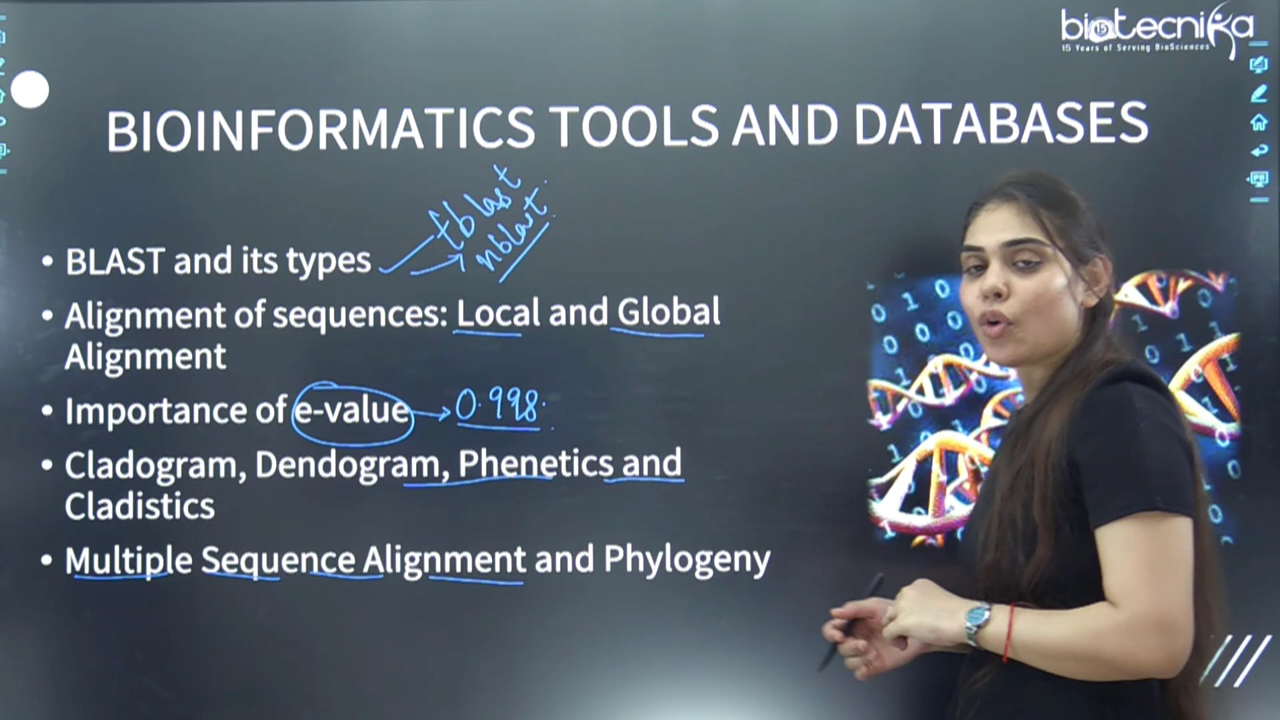 biotecnika
15
15 Years of Serving BioSciences
BIOINFORMATICS TOOLS AND DATABASES
tblast
nblast
• BLAST and its types
• Alignment of sequences: Local and Global
Alignment
• Importance of e-value → 0.998
• Cladogram, Dendogram, Phenetics and
Cladistics
• Multiple Sequence Alignment and Phylogeny